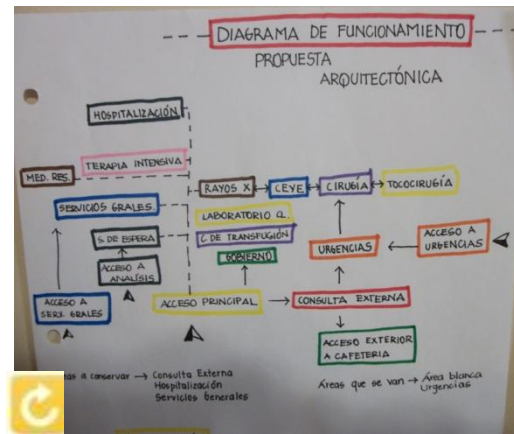 DIAGRAMA DE FUNCIONAMIENTO
PROPUESTA
ARQUITECTÓNICA
HOSPITALIZACIÓN
TERAPIA INTENSIVA
MED. RES.
SERVICIOS GRALES.
S. DE ESPERA
ACCESO A
ANÁLISIS
ACCESO A
SERV. GRALES
RAYOS X
CEYE
CIRUGÍA
TOCOCIRUGÍA
LABORATORIO Q.
C. DE TRANSFUCIÓN
GOBIERNO
URGENCIAS
ACCESO A
URGENCIAS
ACCESO PRINCIPAL
CONSULTA EXTERNA
ACCESO EXTERIOR
A CAFETERIA
a conservar → Consulta Externa
Hospitalización
Servicios Generales
Áreas que se van → Área blanca
Urgencias